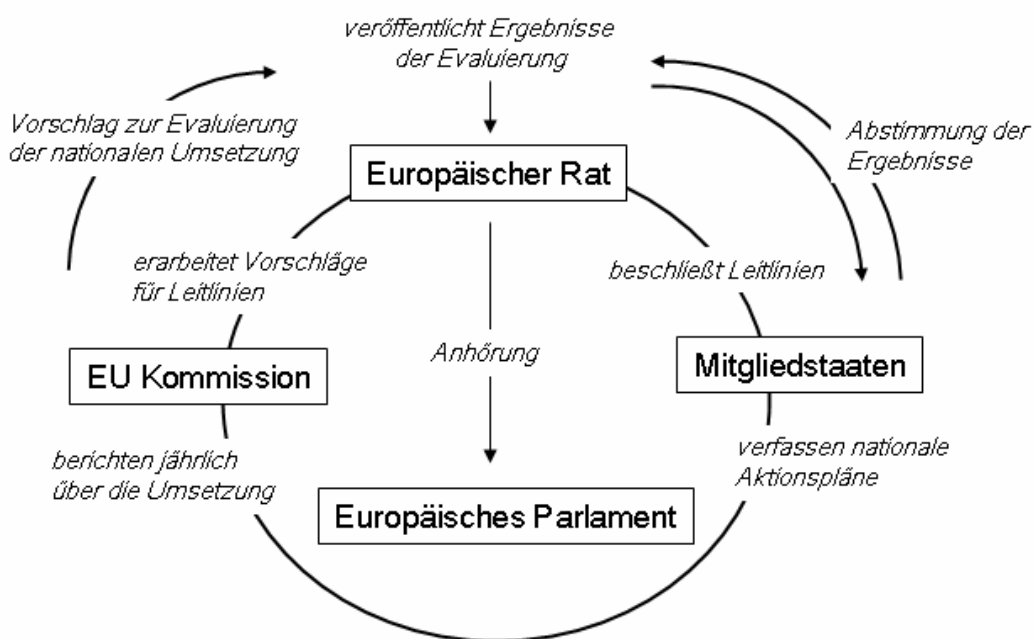 veröffentlicht Ergebnisse
der Evaluierung
Vorschlag zur Evaluierung
der nationalen Umsetzung
Abstimmung der
Ergebnisse
Europäischer Rat
erarbeitet Vorschläge
für Leitlinien
beschließt Leitlinien
Anhörung
EU Kommission
Mitgliedstaaten
berichten jährlich
über die Umsetzung
verfassen nationale
Aktionspläne
Europäisches Parlament